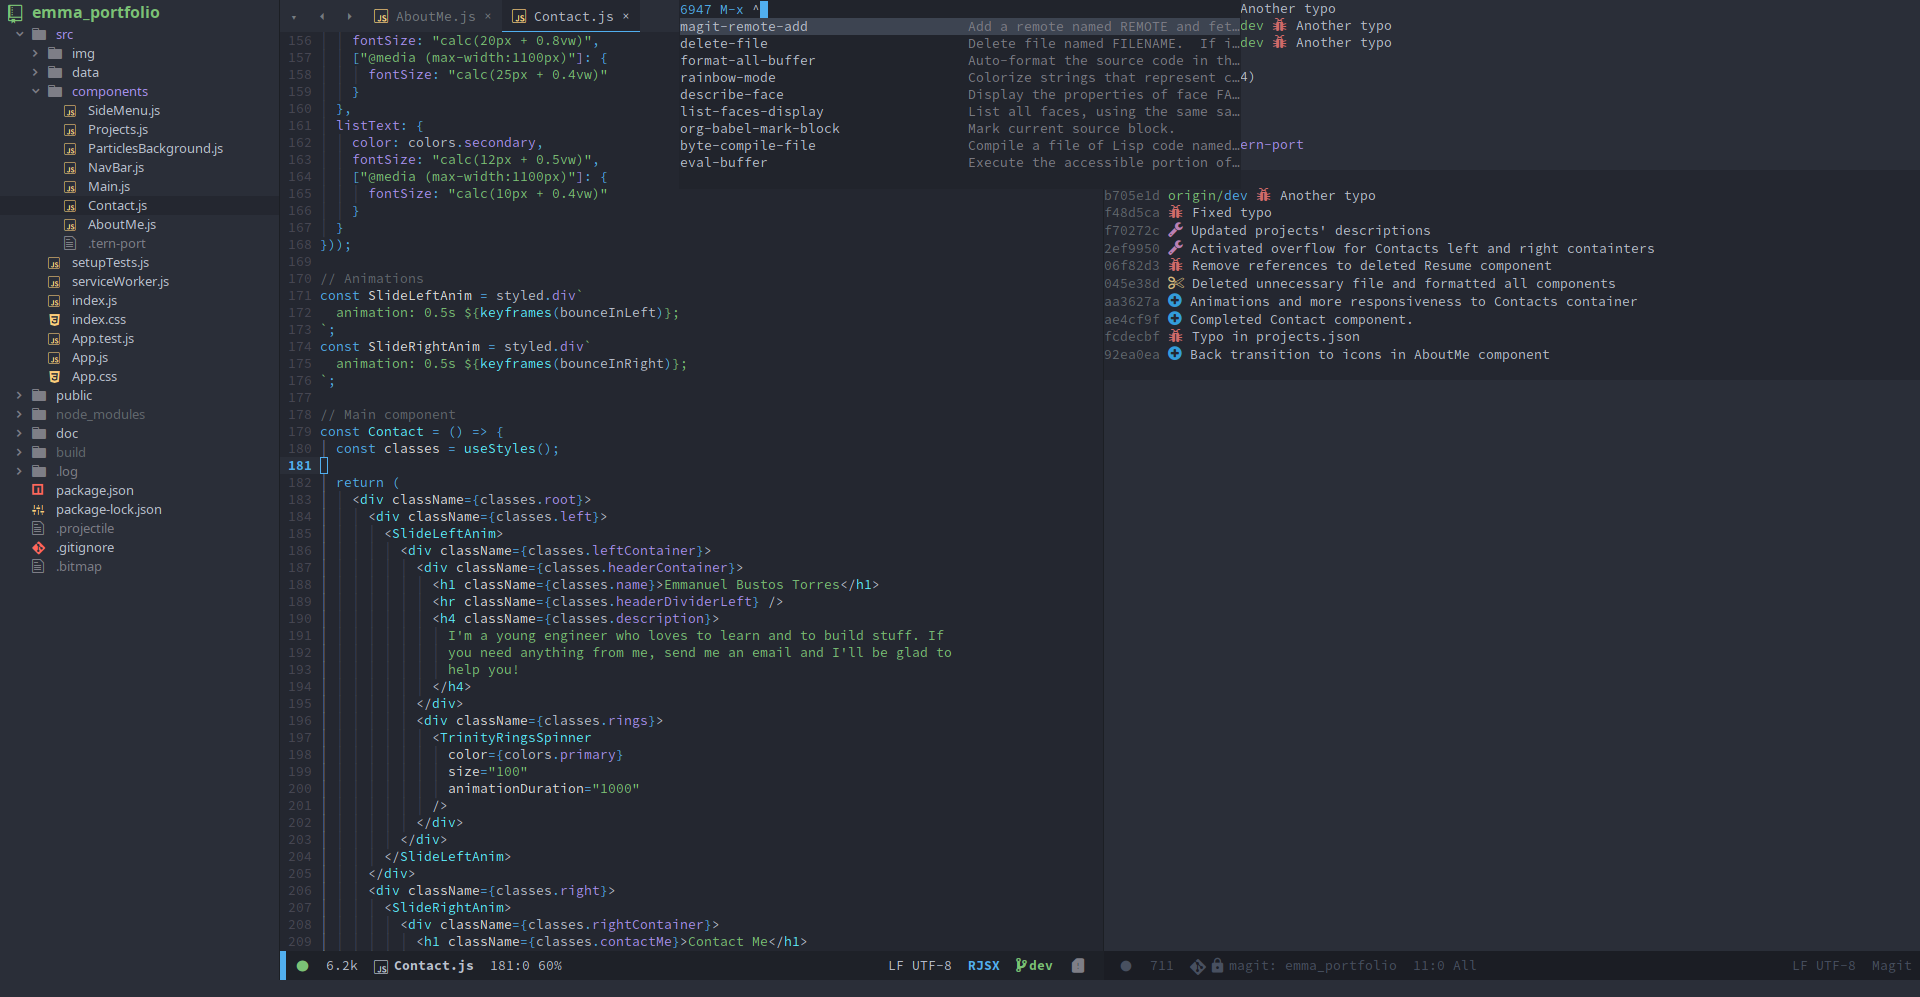 emma_portfolio
src
img
data
components
SideMenu.js
Projects.js
ParticlesBackground.js
NavBar.js
Main.js
Contact.js
AboutMe.js
.tern-port
setupTests.js
serviceWorker.js
index.js
index.css
App.test.js
App.js
App.css
public
node_modules
doc
build
.log
package.json
package-lock.json
.projectile
.gitignore
.bitmap
AboutMe.js ×
Contact.js ×
156 fontSize: "calc(20px + 0.8vw)",
157 ["@media (max-width:1100px)"]: {
158 fontSize: "calc(25px + 0.4vw)"
159 }
160 },
161 listText: {
162 color: colors.secondary,
163 fontSize: "calc(12px + 0.5vw)",
164 ["@media (max-width:1100px)"]: {
165 fontSize: "calc(10px + 0.4vw)"
166 }
167 }
168 }));
169
170 // Animations
171 const SlideLeftAnim = styled.div`
172 animation: 0.5s ${keyframes(bounceInLeft)};
173 `;
174 const SlideRightAnim = styled.div`
175 animation: 0.5s ${keyframes(bounceInRight)};
176 `;
177
178 // Main component
179 const Contact = () => {
180 const classes = useStyles();
181
182 return (
183 <div className={classes.root}>
184 <div className={classes.left}>
185 <SlideLeftAnim>
186 <div className={classes.leftContainer}>
187 <div className={classes.headerContainer}>
188 <h1 className={classes.name}>Emmanuel Bustos Torres</h1>
189 <hr className={classes.headerDividerLeft} />
190 <h4 className={classes.description}>
191 I'm a young engineer who loves to learn and to build stuff. If
192 you need anything from me, send me an email and I'll be glad to
193 help you!
194 </h4>
195 </div>
196 <div className={classes.rings}>
197 <TrinityRingsSpinner
198 color={colors.primary}
199 size="100"
200 animationDuration="1000"
201 />
202 </div>
203 </div>
204 </SlideLeftAnim>
205 </div>
206 <div className={classes.right}>
207 <SlideRightAnim>
208 <div className={classes.rightContainer}>
209 <h1 className={classes.contactMe}>Contact Me</h1>
6947 M-x ^
magit-remote-add Add a remote named REMOTE and fet…
delete-file Delete file named FILENAME. If i…
format-all-buffer Auto-format the source code in th…
rainbow-mode Colorize strings that represent c…
describe-face Display the properties of face FA…
list-faces-display List all faces, using the same sa…
org-babel-mark-block Mark current source block.
byte-compile-file Compile a file of Lisp code named…
eval-buffer Execute the accessible portion of…
Another typo
dev Another typo
dev Another typo
4)
ern-port
b705e1d origin/dev Another typo
f48d5ca Fixed typo
f70272c Updated projects' descriptions
2ef9950 Activated overflow for Contacts left and right containters
06f82d3 Remove references to deleted Resume component
045e38d Deleted unnecessary file and formatted all components
aa3627a Animations and more responsiveness to Contacts container
ae4cf9f Completed Contact component.
fcdecbf Typo in projects.json
92ea0ea Back transition to icons in AboutMe component
6.2k Contact.js 181:0 60% LF UTF-8 RJSX dev
711 magit: emma_portfolio 11:0 All LF UTF-8 Magit